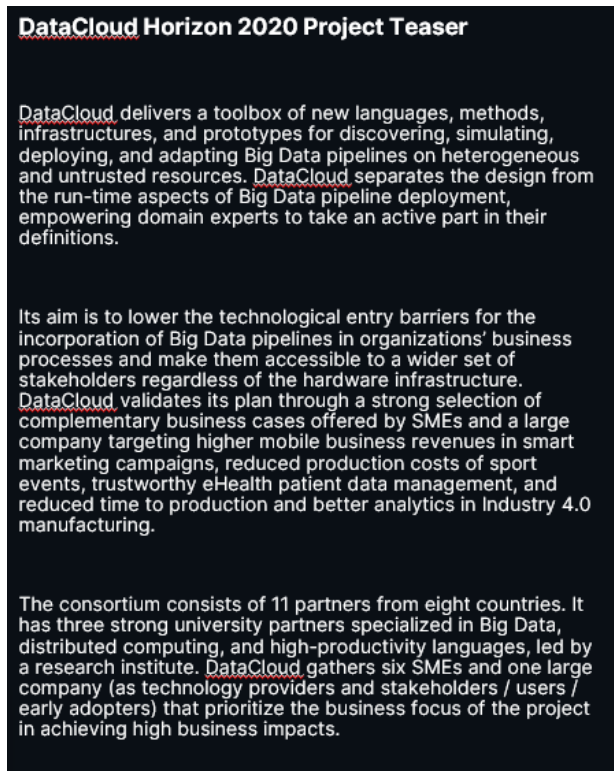 DataCloud Horizon 2020 Project Teaser
DataCloud delivers a toolbox of new languages, methods,
infrastructures, and prototypes for discovering, simulating,
deploying, and adapting Big Data pipelines on heterogeneous
and untrusted resources. DataCloud separates the design from
the run-time aspects of Big Data pipeline deployment,
empowering domain experts to take an active part in their
definitions.
Its aim is to lower the technological entry barriers for the
incorporation of Big Data pipelines in organizations' business
processes and make them accessible to a wider set of
stakeholders regardless of the hardware infrastructure.
DataCloud validates its plan through a strong selection of
complementary business cases offered by SMEs and a large
company targeting higher mobile business revenues in smart
marketing campaigns, reduced production costs of sport
events, trustworthy eHealth patient data management, and
reduced time to production and better analytics in Industry 4.0
manufacturing.
The consortium consists of 11 partners from eight countries. It
has three strong university partners specialized in Big Data,
distributed computing, and high-productivity languages, led by
a research institute. DataCloud gathers six SMEs and one large
company (as technology providers and stakeholders / users /
early adopters) that prioritize the business focus of the project
in achieving high business impacts.